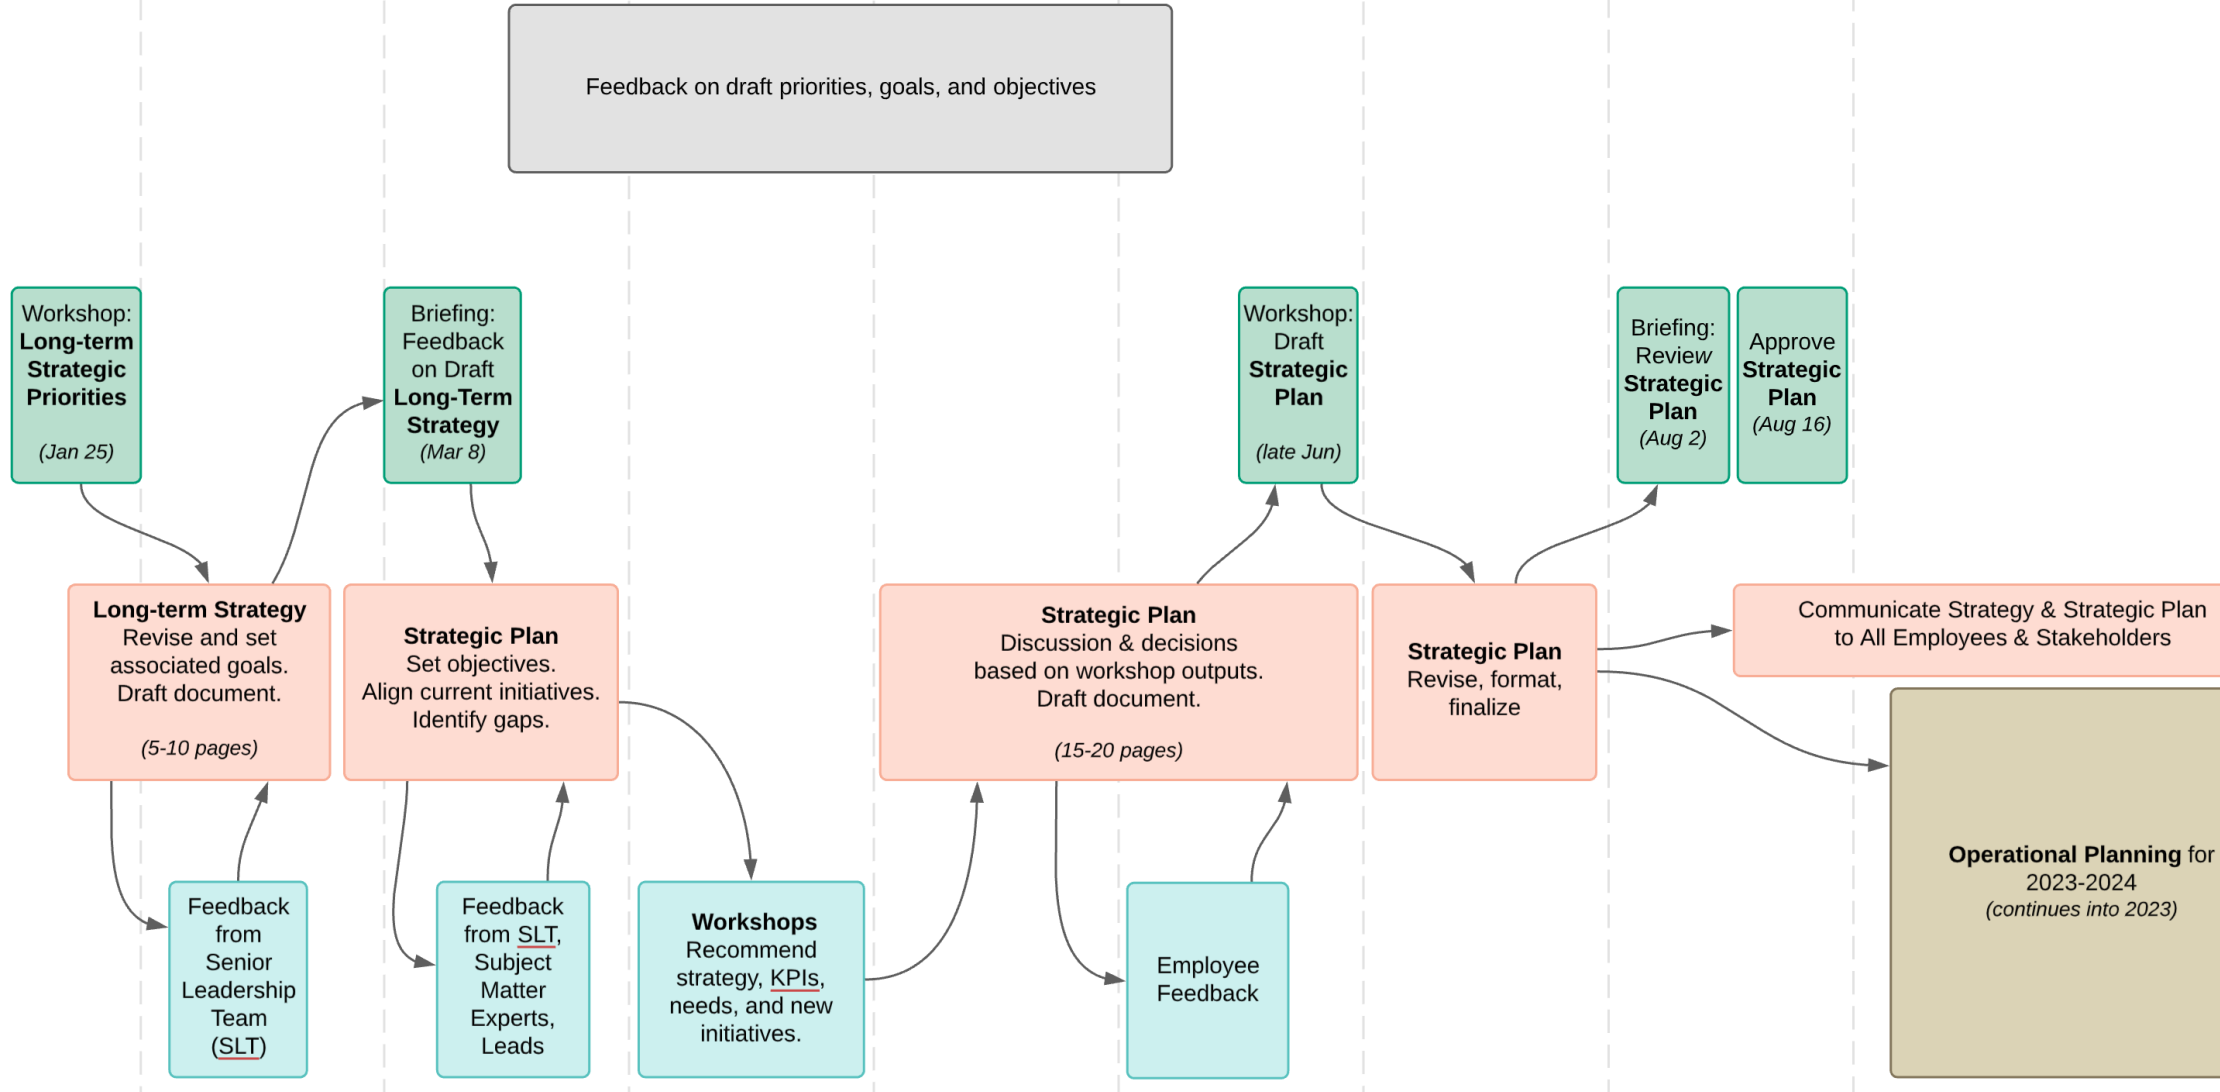 Feedback on draft priorities, goals, and objectives
Workshop:
Long-term
Strategic
Priorities
(Jan 25)
Briefing:
Feedback
on Draft
Long-Term
Strategy
(Mar 8)
Workshop:
Draft
Strategic
Plan
(late Jun)
Briefing:
Review
Strategic
Plan
(Aug 2)
Approve
Strategic
Plan
(Aug 16)
Long-term Strategy
Revise and set
associated goals.
Draft document.
(5-10 pages)
Strategic Plan
Set objectives.
Align current initiatives.
Identify gaps.
Strategic Plan
Discussion & decisions
based on workshop outputs.
Draft document.
(15-20 pages)
Strategic Plan
Revise, format,
finalize
Communicate Strategy & Strategic Plan
to All Employees & Stakeholders
Feedback
from
Senior
Leadership
Team
(SLT)
Feedback
from SLT,
Subject
Matter
Experts,
Leads
Workshops
Recommend
strategy, KPIs,
needs, and new
initiatives.
Employee
Feedback
Operational Planning for
2023-2024
(continues into 2023)